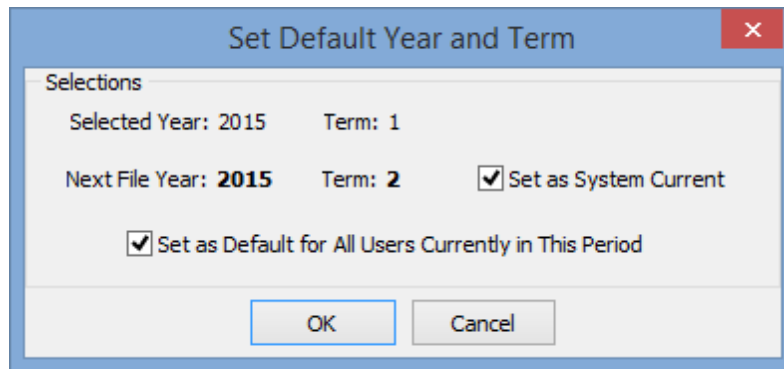 Set Default Year and Term
Selections
Selected Year: 2015 Term: 1
Next File Year: 2015 Term: 2 Set as System Current
Set as Default for All Users Currently in This Period
OK Cancel